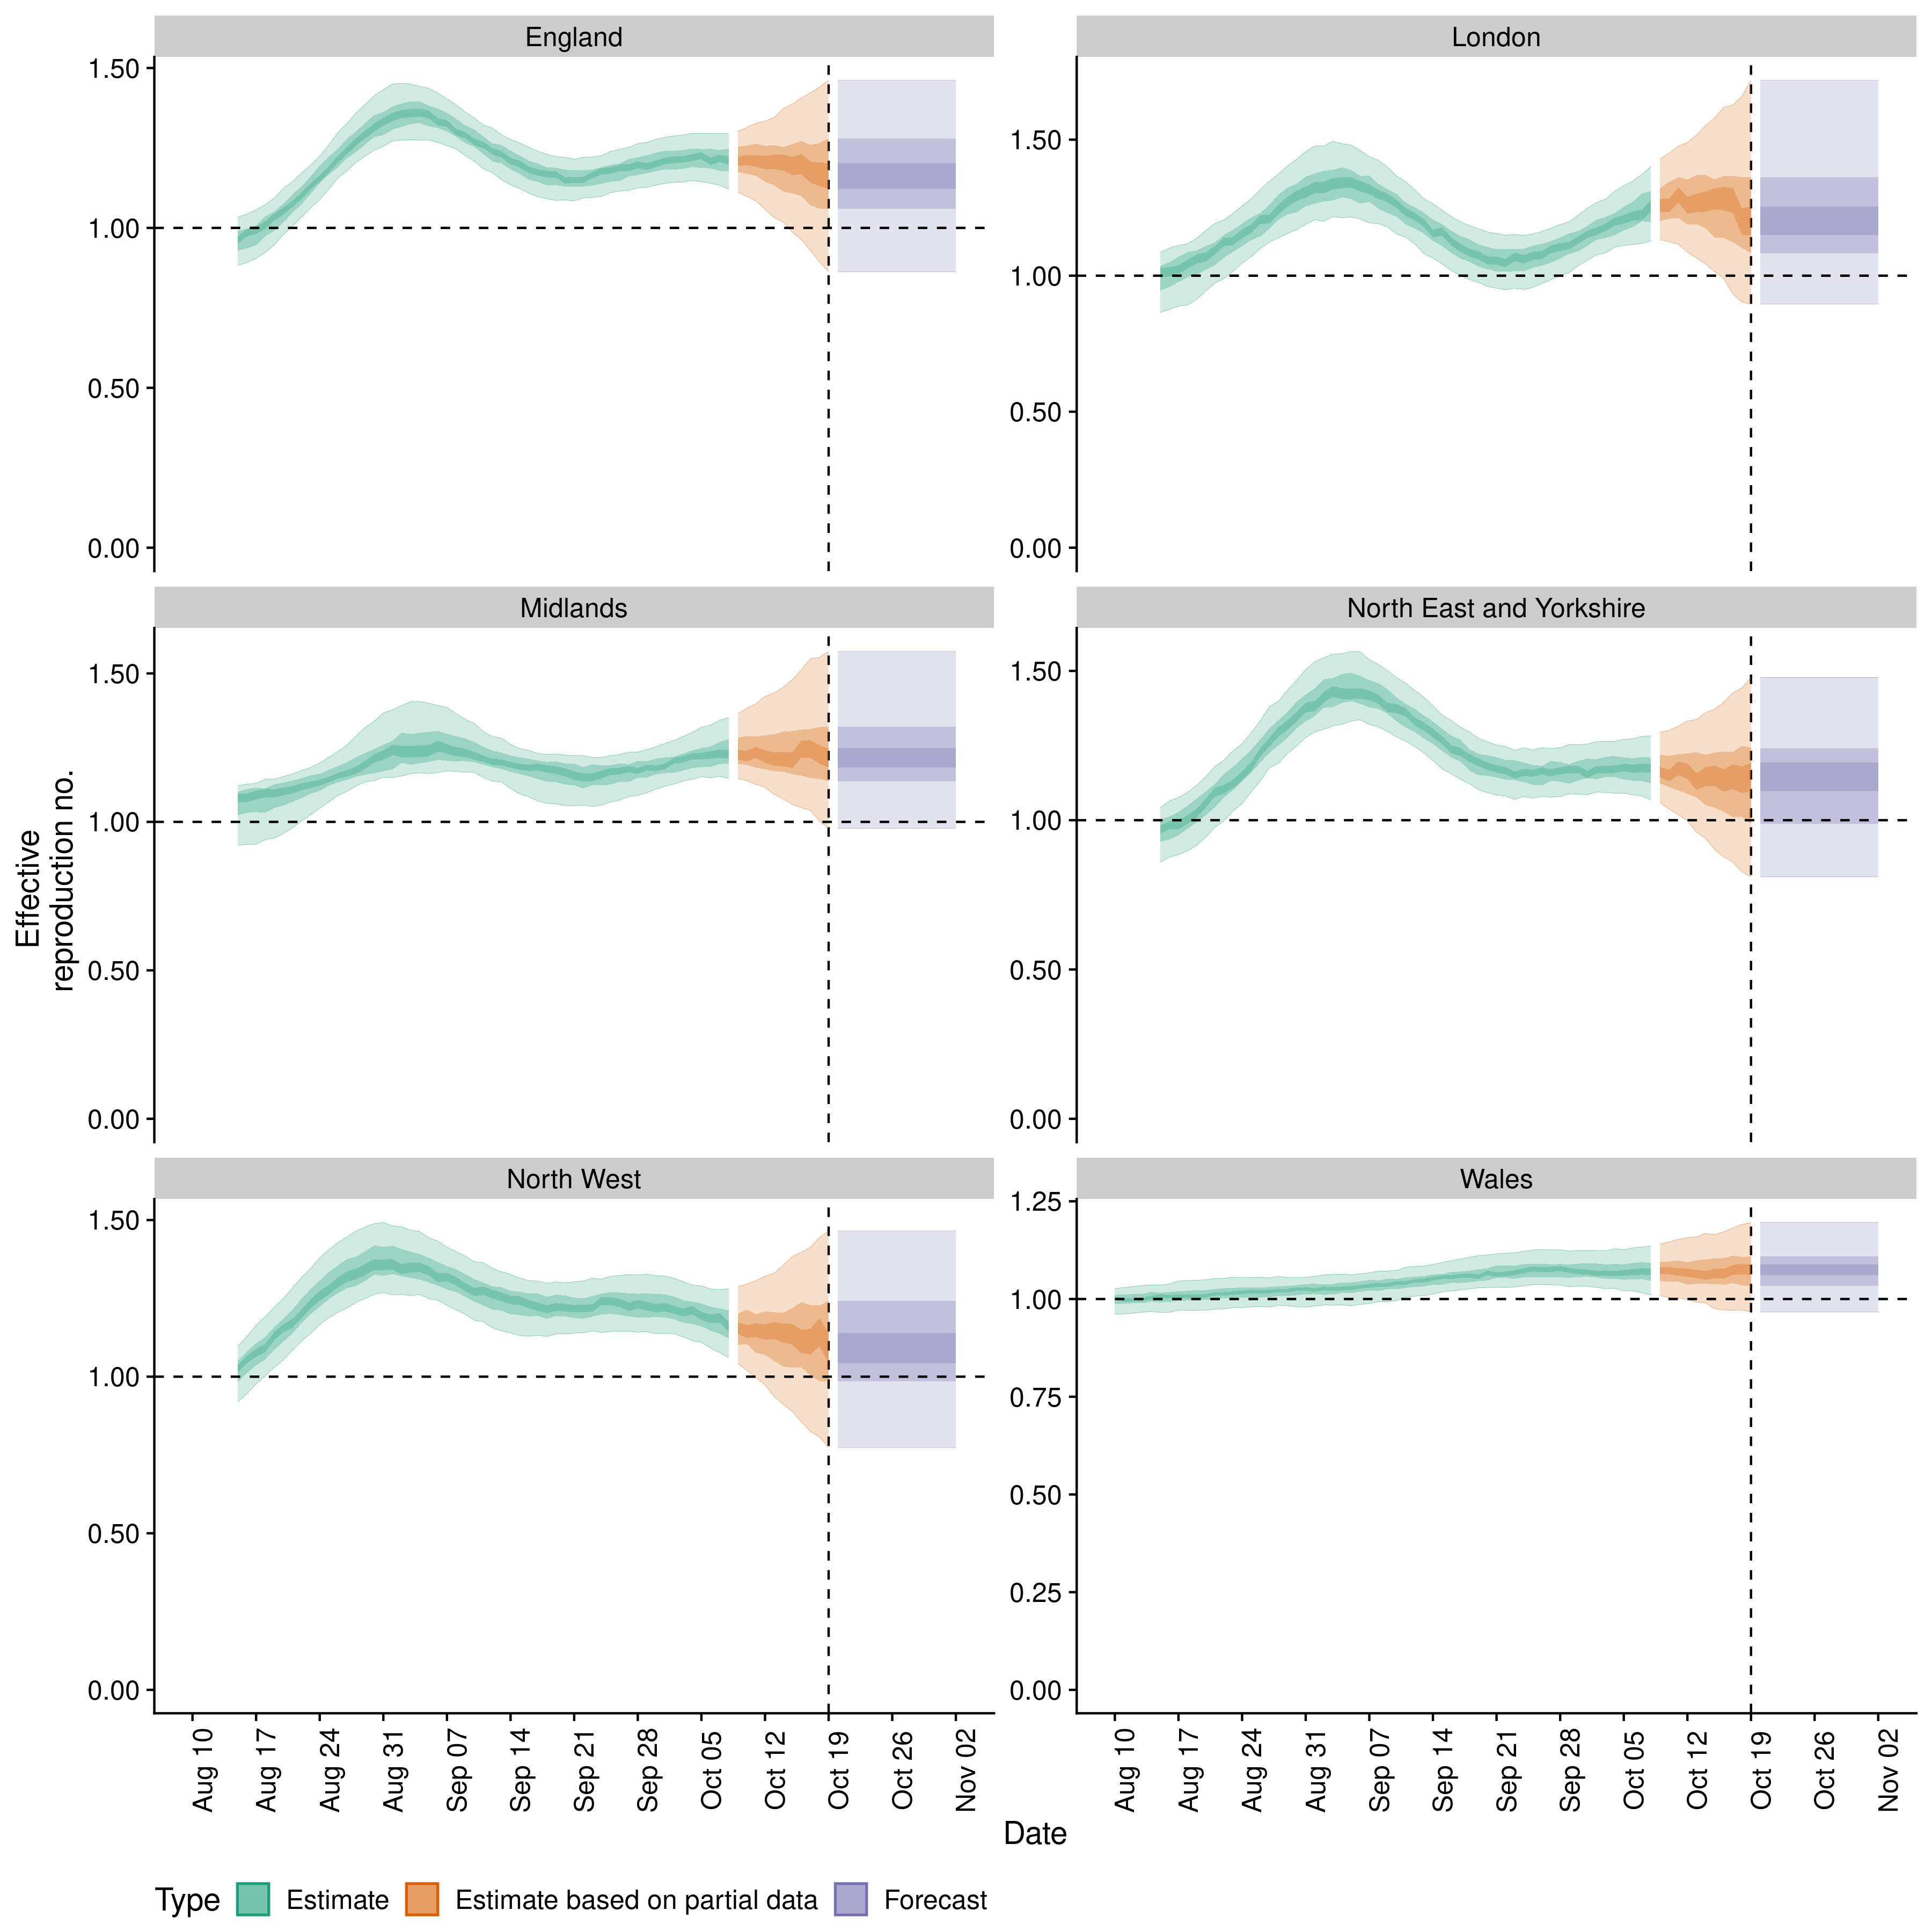 England
London
1.50
1.00
0.50
0.00
1.50
1.00
0.50
0.00
Midlands
North East and Yorkshire
1.50
1.00
0.50
0.00
1.50
1.00
0.50
0.00
Effective
reproduction no.
North West
Wales
1.50
1.00
0.50
0.00
1.25
1.00
0.75
0.50
0.25
0.00
Aug 10
Aug 17
Aug 24
Aug 31
Sep 07
Sep 14
Sep 21
Sep 28
Oct 05
Oct 12
Oct 19
Oct 26
Nov 02
Aug 10
Aug 17
Aug 24
Aug 31
Sep 07
Sep 14
Sep 21
Sep 28
Oct 05
Oct 12
Oct 19
Oct 26
Nov 02
Date
Type Estimate Estimate based on partial data Forecast